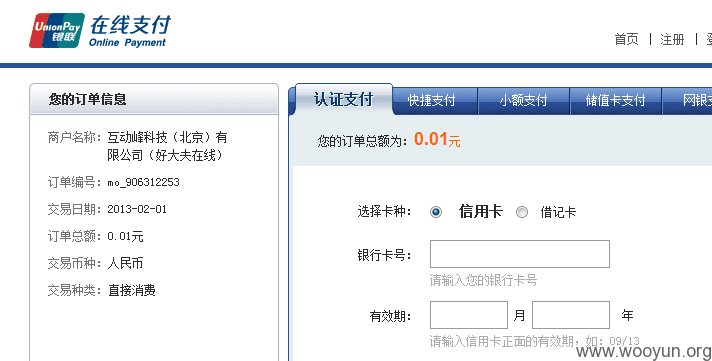 UnionPay
银联
在线支付
Online Payment
首页 | 注册 |
您的订单信息
商户名称：互动峰科技（北京）有
限公司（好大夫在线）
订单编号：mo_906312253
交易日期：2013-02-01
订单总额：0.01元
交易币种：人民币
交易种类：直接消费
认证支付
快捷支付
小额支付
储值卡支付
网银支
您的订单总额为：0.01元
选择卡种： 信用卡 借记卡
银行卡号：
请输入您的银行卡号
有效期： 月 年
请输入信用卡正面的有效期，如：09/13
www.wooyun.org